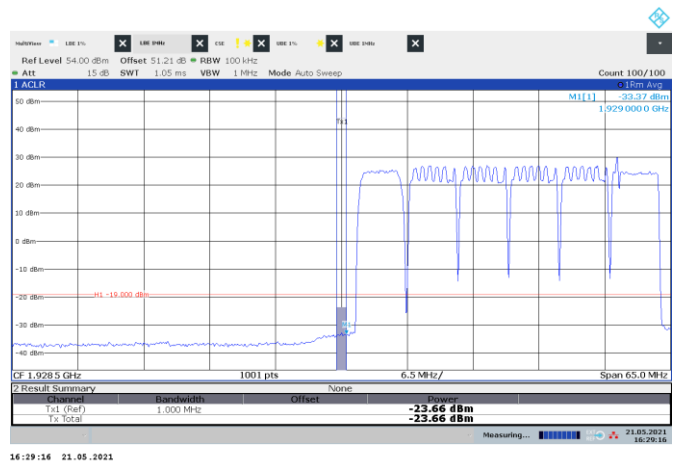 MultiView LBE 1% X LBE 1MHz X CSE ! X UBE 1% X UBE 1MHz X
Ref Level 54.00 dBm Offset 51.21 dB RBW 100 kHz
Att 15 dB SWT 1.05 ms VBW 1 MHz Mode Auto Sweep Count 100/100
1 ACLR 1Rm Avg
M1[1] -33.37 dBm
1.929 000 0 GHz
50 dBm
Tx1
40 dBm
30 dBm
20 dBm
10 dBm
0 dBm
-10 dBm
-20 dBm H1 -19.000 dBm
-30 dBm M1
-40 dBm
CF 1.9285 GHz 1001 pts 6.5 MHz/ Span 65.0 MHz
2 Result Summary None
Channel Bandwidth Offset Power
Tx1 (Ref) 1.000 MHz -23.66 dBm
Tx Total -23.66 dBm
Measuring... 21.05.2021
16:29:16
16:29:16 21.05.2021